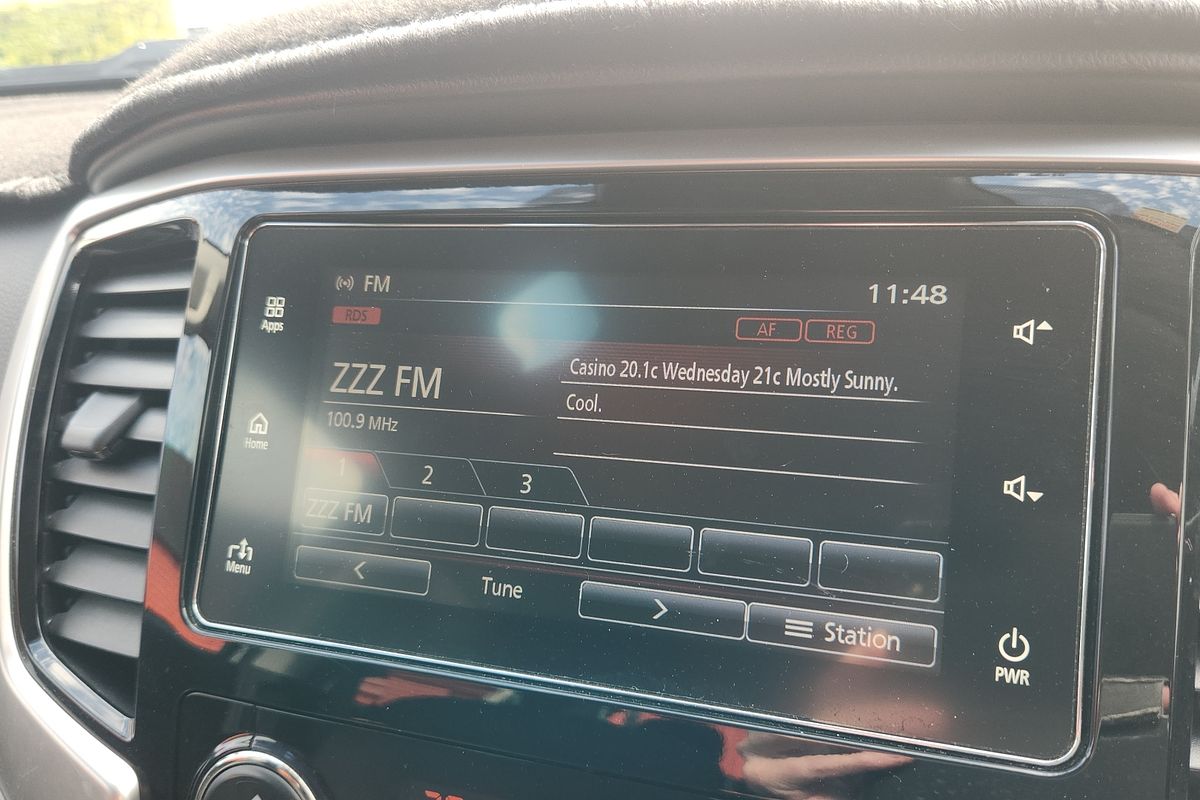 FM
11:48
RDS
AF
REG
Apps
ZZZ FM
Casino 20.1c Wednesday 21c Mostly Sunny.
Cool.
100.9 MHz
Home
1 2 3
ZZZ FM
Menu
< Tune >
Station
PWR